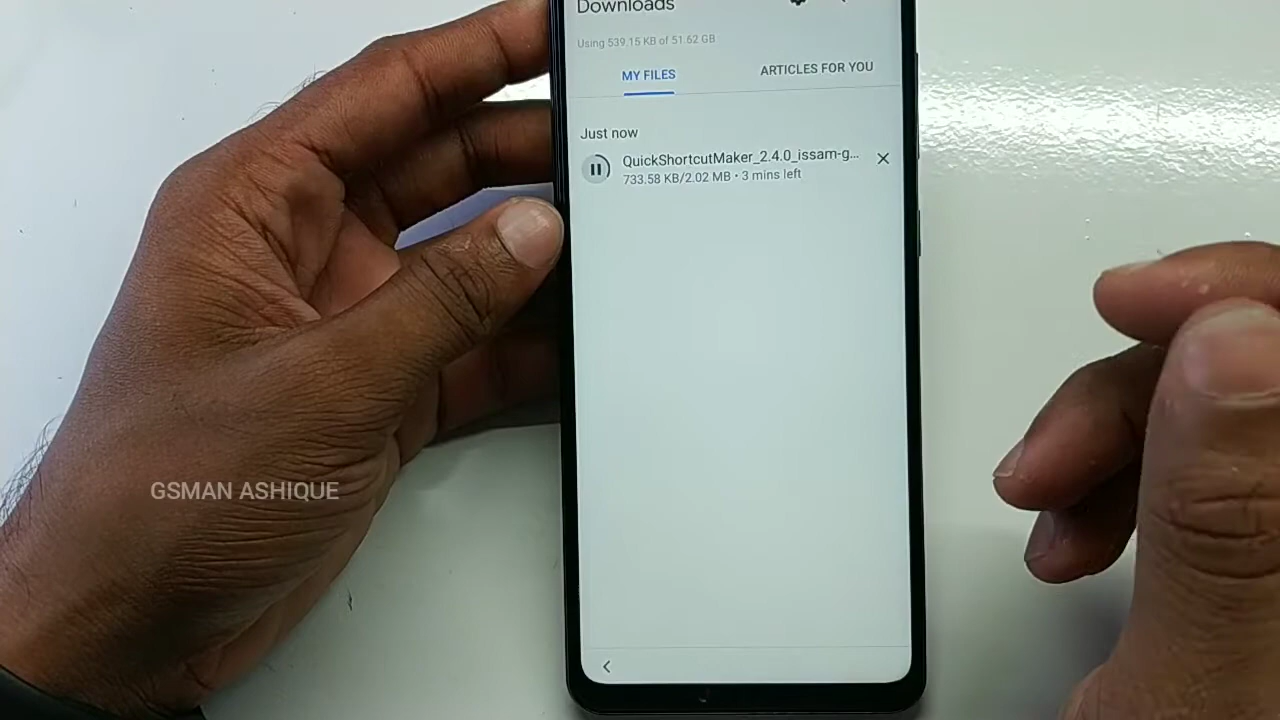 Downloads
Using 539.15 KB of 51.62 GB
MY FILES
ARTICLES FOR YOU
Just now
QuickShortcutMaker_2.4.0_issam-g...
733.58 KB/2.02 MB • 3 mins left
GSMAN ASHIQUE